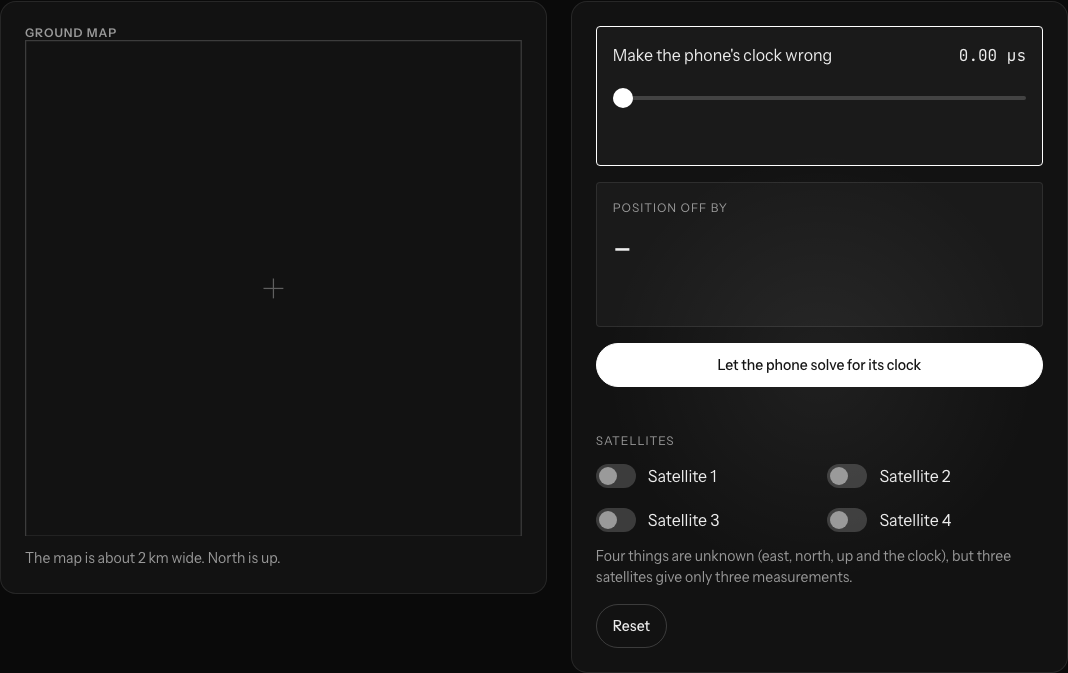 GROUND MAP
The map is about 2 km wide. North is up.
Make the phone's clock wrong
0.00 µs
POSITION OFF BY
–
Let the phone solve for its clock
SATELLITES
Satellite 1
Satellite 2
Satellite 3
Satellite 4
Four things are unknown (east, north, up and the clock), but three
satellites give only three measurements.
Reset